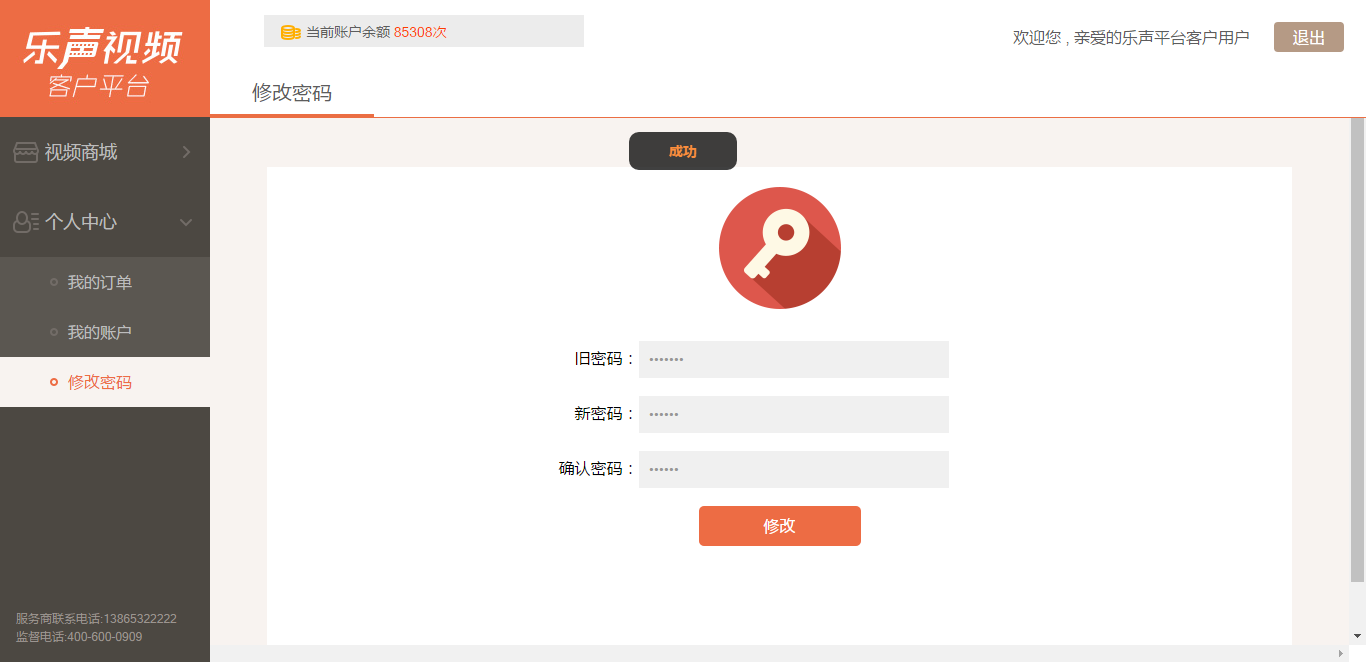 乐声视频
客户平台
当前账户余额 85308次
欢迎您 , 亲爱的乐声平台客户用户
退出
修改密码
视频商城
个人中心
我的订单
我的账户
修改密码
服务商联系电话:13865322222
监督电话:400-600-0909
成功
旧密码：
•••••••
新密码：
••••••
确认密码：
••••••
修改